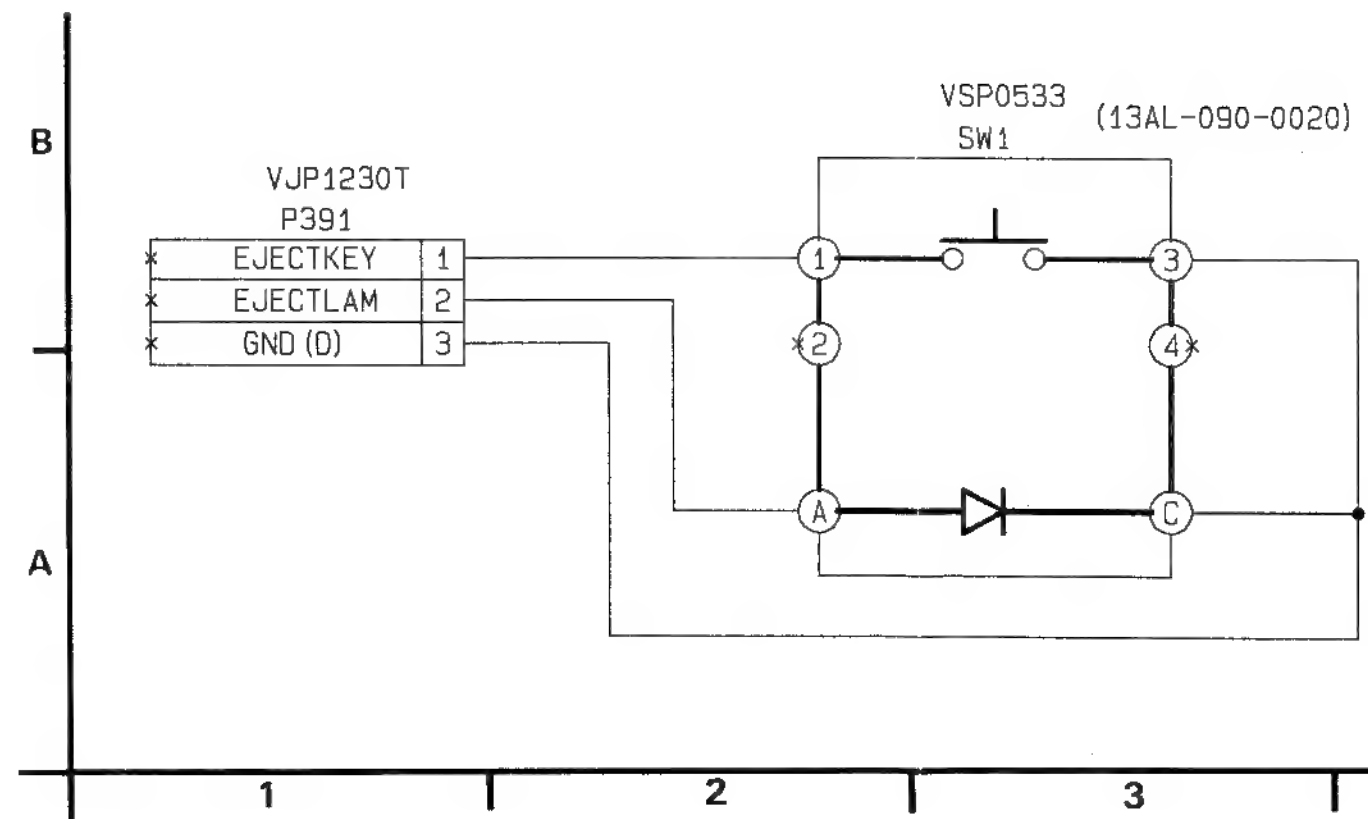 B
VSP0533
(13AL-090-0020)
SW1
VJP1230T
P391
× EJECTKEY 1
× EJECTLAM 2
× GND (D) 3
1
3
×2
4×
A
C
A
1
2
3